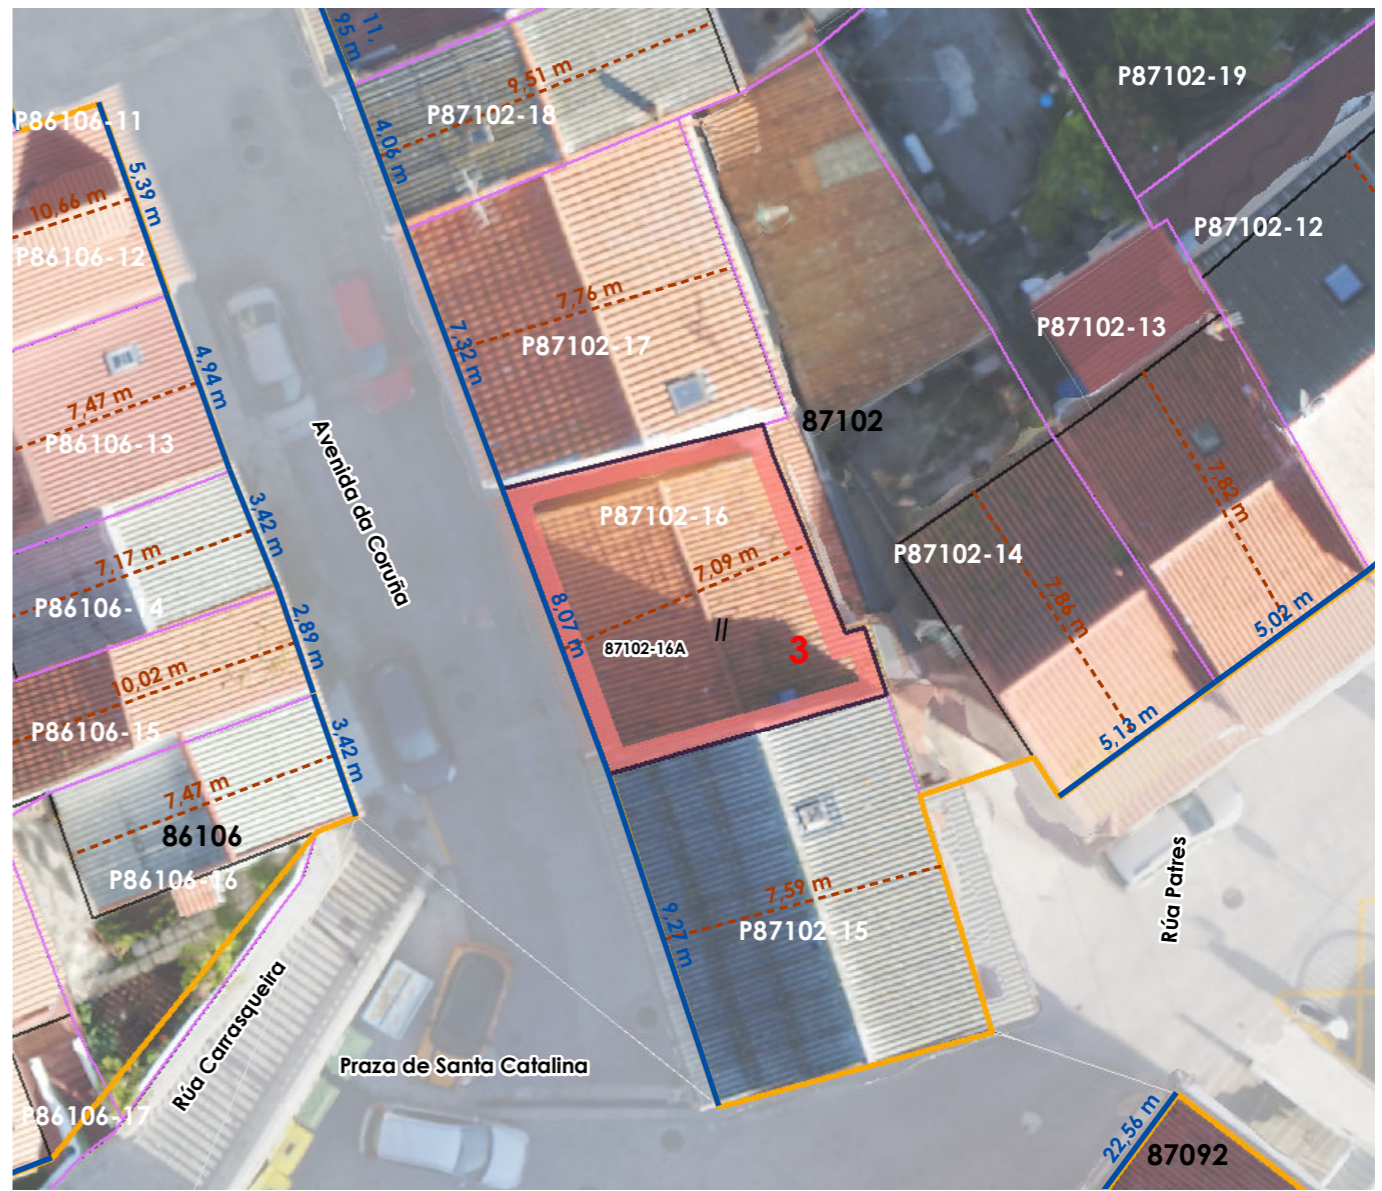 11,
95 m
9,51 m
P87102-18
P87102-19
P86106-11
4,06 m
5,39 m
10,66 m
P86106-12
P87102-12
7,76 m
P87102-17
7,32 m
P87102-13
4,94 m
7,47 m
P86106-13
87102
Avenida da Coruña
3,42 m
7,17 m
P86106-14
P87102-16
7,09 m
8,07 m
87102-16A
II
3
P87102-14
7,82 m
7,86 m
5,02 m
5,13 m
2,89 m
10,02 m
P86106-15
3,42 m
7,47 m
86106
P86106-16
7,59 m
P87102-15
9,27 m
Rúa Patres
Rúa Carrasqueira
Praza de Santa Catalina
P86106-17
22,56 m
87092